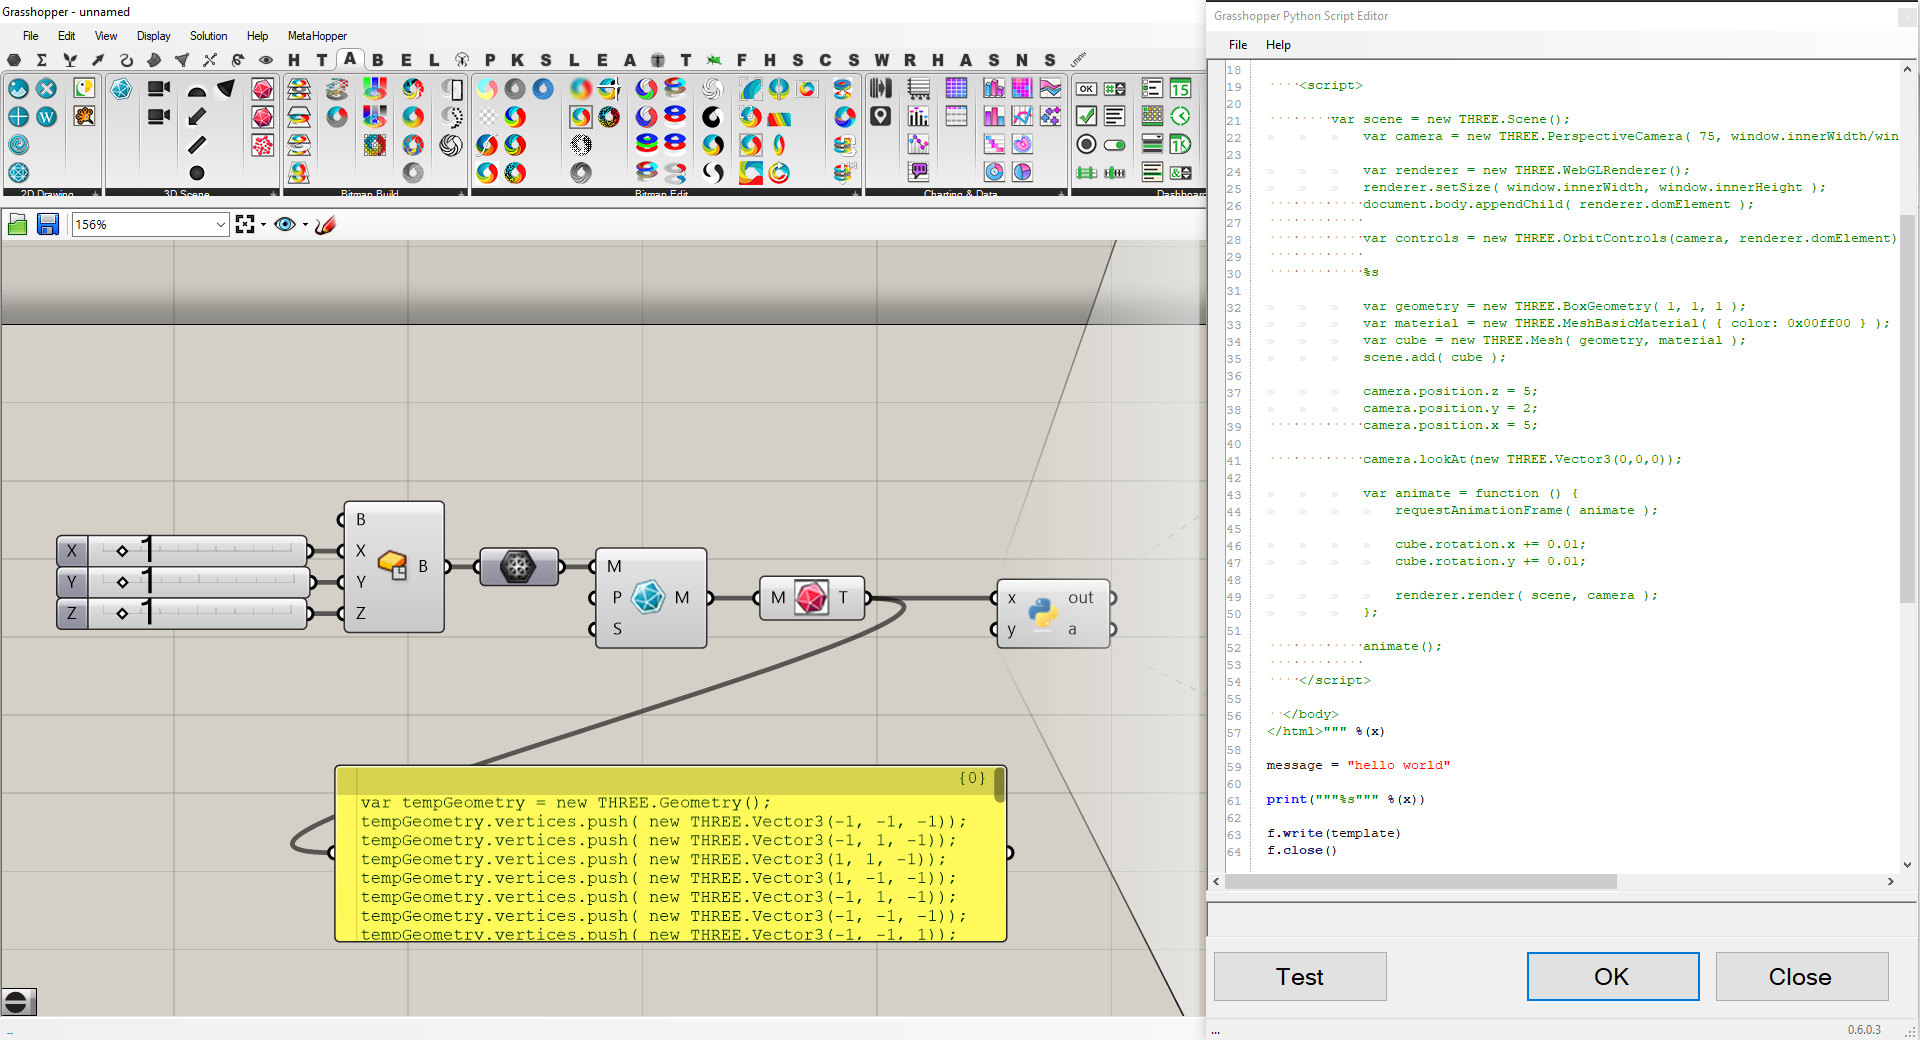 Grasshopper - unnamed
File Edit View Display Solution Help MetaHopper
H T A B E L P K S L E A T F H S C S W R H A S N S
2D Drawing
3D Scene
Bitmap Build
Bitmap Edit
Charting & Data
Dashboar
156%
X 1
Y 1
Z 1
B
X
Y
Z
B
M
P
S
M
M T
x
y
out
a
{0}
var tempGeometry = new THREE.Geometry();
tempGeometry.vertices.push( new THREE.Vector3(-1, -1, -1));
tempGeometry.vertices.push( new THREE.Vector3(-1, 1, -1));
tempGeometry.vertices.push( new THREE.Vector3(1, 1, -1));
tempGeometry.vertices.push( new THREE.Vector3(1, -1, -1));
tempGeometry.vertices.push( new THREE.Vector3(-1, 1, -1));
tempGeometry.vertices.push( new THREE.Vector3(-1, -1, -1));
tempGeometry.vertices.push( new THREE.Vector3(-1, -1, 1));
Grasshopper Python Script Editor
File Help
18
19 <script>
20
21 var scene = new THREE.Scene();
22 var camera = new THREE.PerspectiveCamera( 75, window.innerWidth/win
23
24 var renderer = new THREE.WebGLRenderer();
25 renderer.setSize( window.innerWidth, window.innerHeight );
26 document.body.appendChild( renderer.domElement );
27
28 var controls = new THREE.OrbitControls(camera, renderer.domElement)
29
30 %s
31
32 var geometry = new THREE.BoxGeometry( 1, 1, 1 );
33 var material = new THREE.MeshBasicMaterial( { color: 0x00ff00 } );
34 var cube = new THREE.Mesh( geometry, material );
35 scene.add( cube );
36
37 camera.position.z = 5;
38 camera.position.y = 2;
39 camera.position.x = 5;
40
41 camera.lookAt(new THREE.Vector3(0,0,0));
42
43 var animate = function () {
44 requestAnimationFrame( animate );
45
46 cube.rotation.x += 0.01;
47 cube.rotation.y += 0.01;
48
49 renderer.render( scene, camera );
50 };
51
52 animate();
53
54 </script>
55
56 </body>
57 </html>""" %(x)
58
59 message = "hello world"
60
61 print("""%s""" %(x))
62
63 f.write(template)
64 f.close()
Test OK Close
... 0.6.0.3